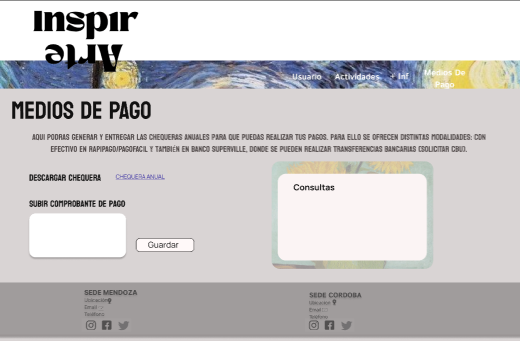 Inspir
Arte
Usuario Actividades + Inf Medios De
Pago
MEDIOS DE PAGO
AQUI PODRAS GENERAR Y ENTREGAR LAS CHEQUERAS ANUALES PARA QUE PUEDAS REALIZAR TUS PAGOS. PARA ELLO SE OFRECEN DISTINTAS MODALIDADES: CON
EFECTIVO EN RAPIPAGO/PAGOFACIL Y TAMBIÉN EN BANCO SUPERVILLE, DONDE SE PUEDEN REALIZAR TRANSFERENCIAS BANCARIAS (SOLICITAR CBU).
DESCARGAR CHEQUERA CHEQUERA ANUAL
Consultas
SUBIR COMPROBANTE DE PAGO
Guardar
SEDE MENDOZA
Ubicación
Email
Teléfono
SEDE CORDOBA
Ubicación
Email
Teléfono